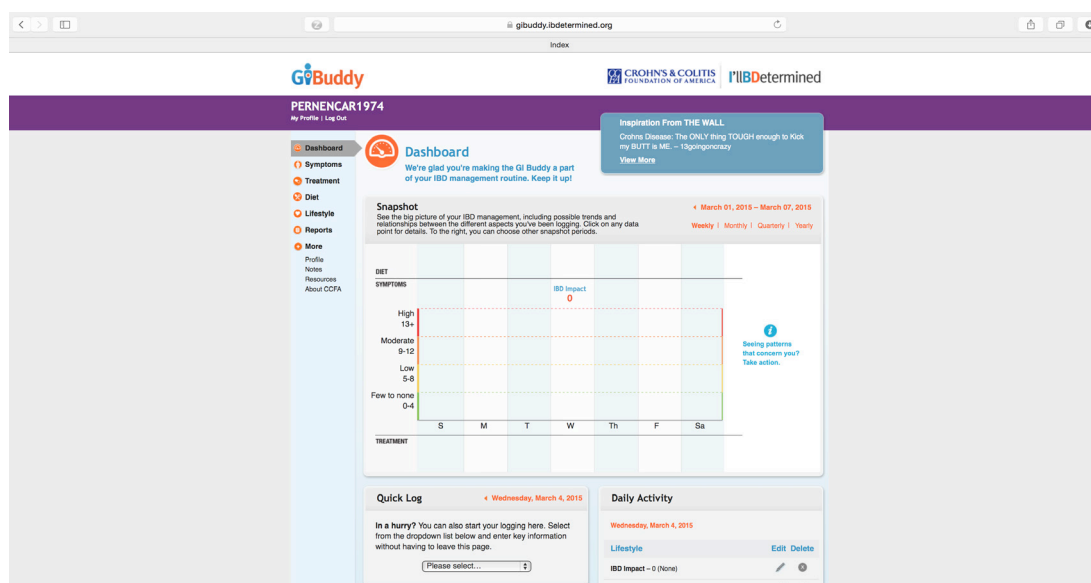 gibuddy.ibdetermined.org
Index
GiBuddy
CROHN'S & COLITIS
FOUNDATION OF AMERICA
I'llIBDetermined
PERNENCAR1974
My Profile | Log Out
Inspiration From THE WALL
Crohns Disease: The ONLY thing TOUGH enough to Kick
my BUTT is ME. – 13goingoncrazy
View More
Dashboard
Symptoms
Treatment
Diet
Lifestyle
Reports
More
Profile
Notes
Resources
About CCFA
Dashboard
We're glad you're making the GI Buddy a part
of your IBD management routine. Keep it up!
Snapshot
See the big picture of your IBD management, including possible trends and
relationships between the different aspects you've been logging. Click on any data
point for details. To the right, you can choose other snapshot periods.
March 01, 2015 – March 07, 2015
Weekly | Monthly | Quarterly | Yearly
DIET
SYMPTOMS
IBD Impact
0
High
13+
Moderate
9-12
Low
5-8
Few to none
0-4
S M T W Th F Sa
TREATMENT
Seeing patterns
that concern you?
Take action.
Quick Log
Wednesday, March 4, 2015
In a hurry? You can also start your logging here. Select
from the dropdown list below and enter key information
without having to leave this page.
Please select...
Daily Activity
Wednesday, March 4, 2015
Lifestyle Edit Delete
IBD Impact – 0 (None)